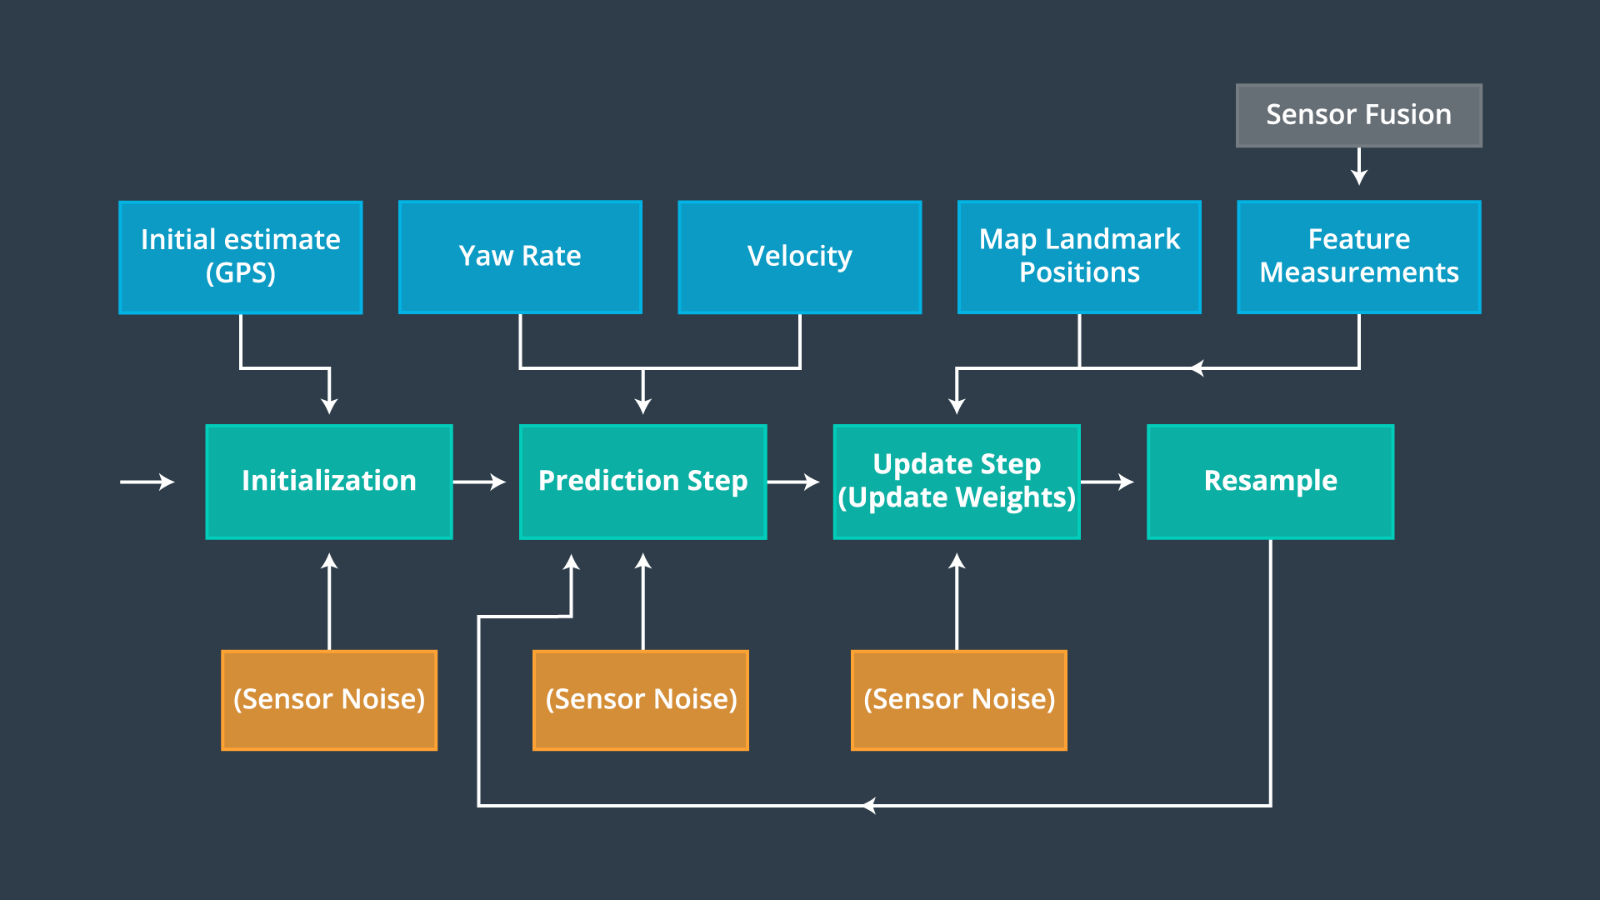 Sensor Fusion
Initial estimate
(GPS)
Yaw Rate
Velocity
Map Landmark
Positions
Feature
Measurements
Initialization
Prediction Step
Update Step
(Update Weights)
Resample
(Sensor Noise)
(Sensor Noise)
(Sensor Noise)